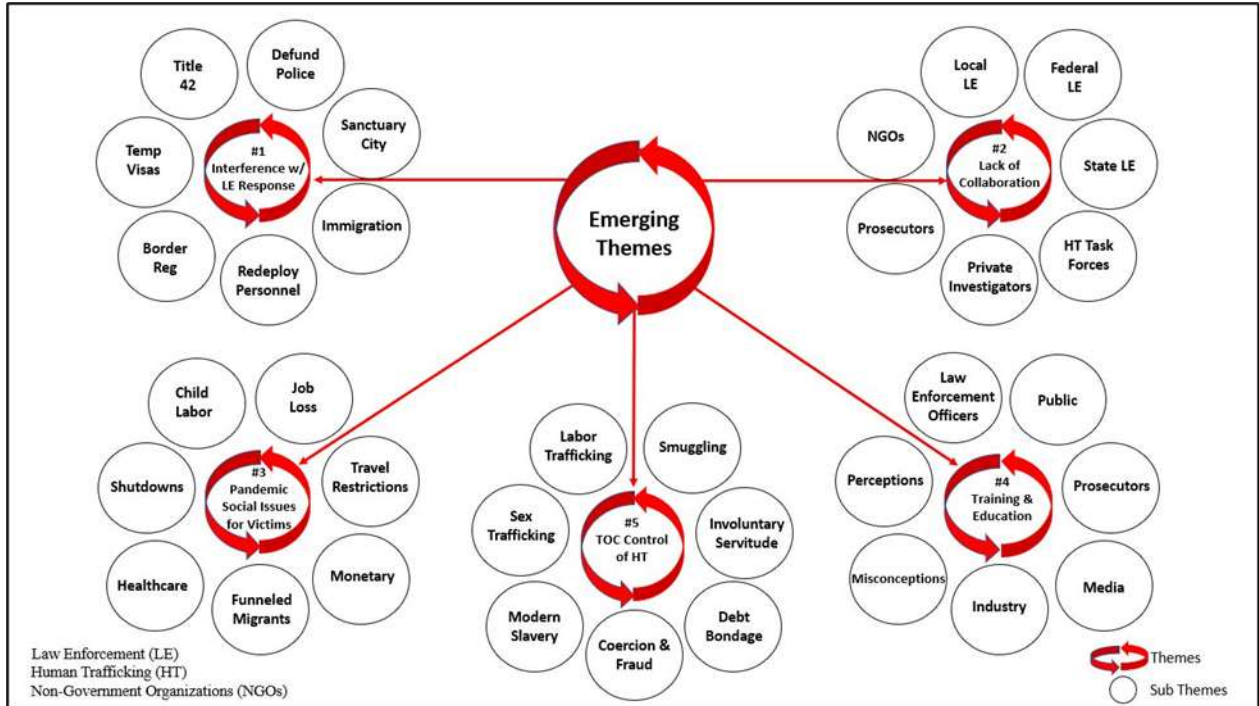 Title
42
Defund
Police
Sanctuary
City
Temp
Visas
#1
Interference w/
LE Response
Immigration
Border
Reg
Redeploy
Personnel
Emerging
Themes
Local
LE
Federal
LE
NGOs
#2
Lack of
Collaboration
State LE
Prosecutors
Private
Investigators
HT Task
Forces
Child
Labor
Job
Loss
Shutdowns
#3
Pandemic
Social Issues
for Victims
Travel
Restrictions
Healthcare
Funneled
Migrants
Monetary
Labor
Trafficking
Smuggling
Sex
Trafficking
#5
TOC Control
of HT
Involuntary
Servitude
Modern
Slavery
Coercion &
Fraud
Debt
Bondage
Law
Enforcement
Officers
Public
Perceptions
#4
Training &
Education
Prosecutors
Misconceptions
Industry
Media
Law Enforcement (LE)
Human Trafficking (HT)
Non-Government Organizations (NGOs)
Themes
Sub Themes